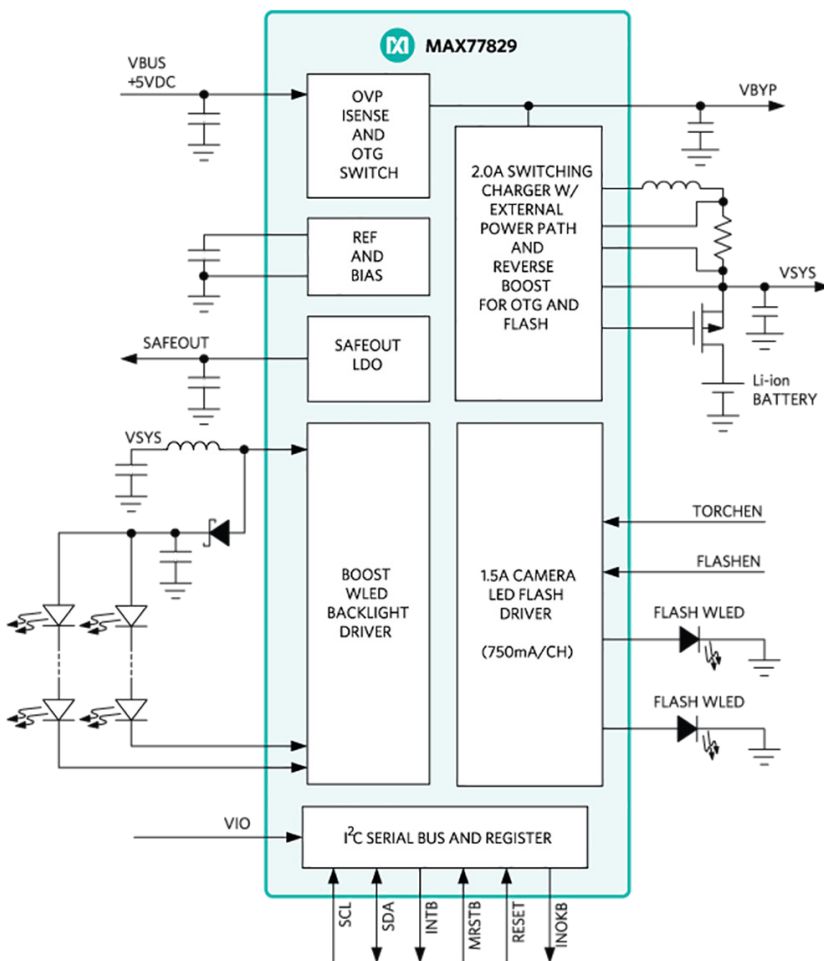 MAX77829
VBUS
+5VDC
OVP
ISENSE
AND
OTG
SWITCH
VBYP
2.0A SWITCHING
CHARGER W/
EXTERNAL
POWER PATH
AND
REVERSE
BOOST
FOR OTG AND
FLASH
REF
AND
BIAS
VSYS
SAFEOUT
SAFEOUT
LDO
Li-ion
BATTERY
VSYS
BOOST
WLED
BACKLIGHT
DRIVER
1.5A CAMERA
LED FLASH
DRIVER
(750mA/CH)
TORCHEN
FLASHEN
FLASH WLED
FLASH WLED
VIO
I²C SERIAL BUS AND REGISTER
SCL
SDA
INTB
MRSTB
RESET
INOKB